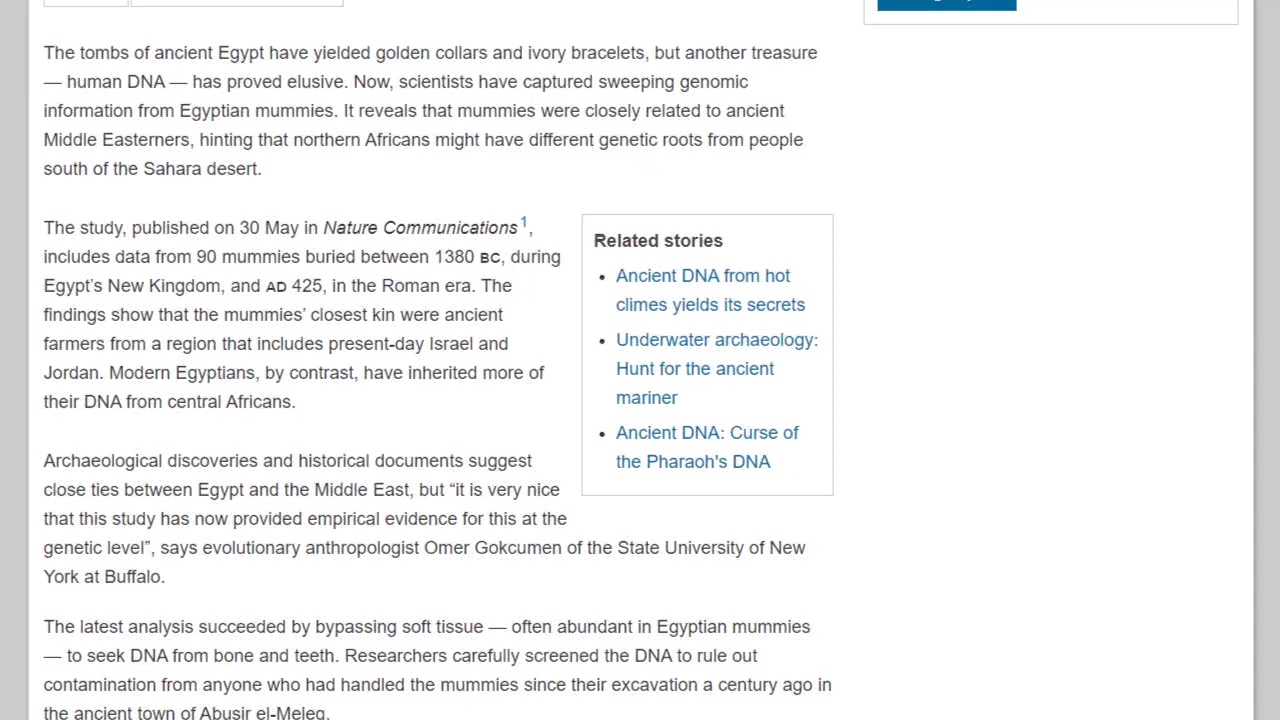 The tombs of ancient Egypt have yielded golden collars and ivory bracelets, but another treasure
— human DNA — has proved elusive. Now, scientists have captured sweeping genomic
information from Egyptian mummies. It reveals that mummies were closely related to ancient
Middle Easterners, hinting that northern Africans might have different genetic roots from people
south of the Sahara desert.
The study, published on 30 May in Nature Communications1,
includes data from 90 mummies buried between 1380 BC, during
Egypt’s New Kingdom, and AD 425, in the Roman era. The
findings show that the mummies’ closest kin were ancient
farmers from a region that includes present-day Israel and
Jordan. Modern Egyptians, by contrast, have inherited more of
their DNA from central Africans.
Related stories
• Ancient DNA from hot
climes yields its secrets
• Underwater archaeology:
Hunt for the ancient
mariner
• Ancient DNA: Curse of
the Pharaoh's DNA
Archaeological discoveries and historical documents suggest
close ties between Egypt and the Middle East, but “it is very nice
that this study has now provided empirical evidence for this at the
genetic level”, says evolutionary anthropologist Omer Gokcumen of the State University of New
York at Buffalo.
The latest analysis succeeded by bypassing soft tissue — often abundant in Egyptian mummies
— to seek DNA from bone and teeth. Researchers carefully screened the DNA to rule out
contamination from anyone who had handled the mummies since their excavation a century ago in
the ancient town of Abusir el-Meleq.